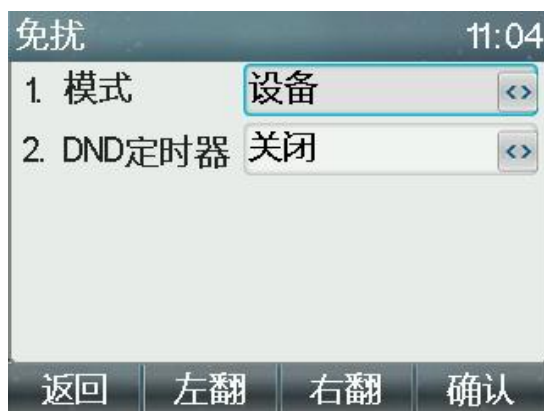 免扰 11:04
1. 模式 设备 <>
2. DND定时器 关闭 <>
返回 左翻 右翻 确认